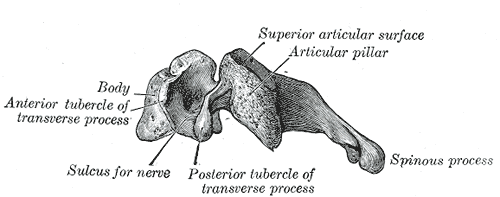 Superior articular surface
Articular pillar
Body
Anterior tubercle of
transverse process
Sulcus for nerve
Posterior tubercle of
transverse process
Spinous process